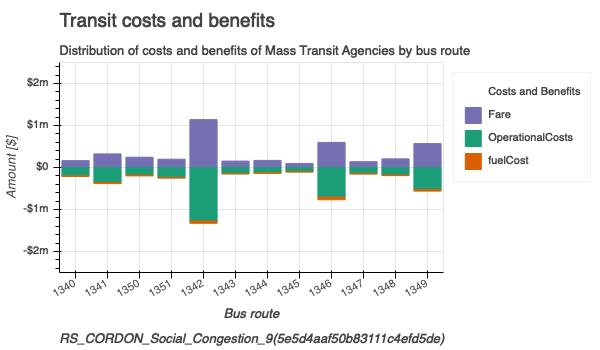 Transit costs and benefits
Distribution of costs and benefits of Mass Transit Agencies by bus route
$2m
$1m
$0
-$1m
-$2m
Amount [$]
Costs and Benefits
Fare
OperationalCosts
fuelCost
1340 1341 1350 1351 1342 1343 1344 1345 1346 1347 1348 1349
Bus route
RS_CORDON_Social_Congestion_9(5e5d4aaf50b83111c4efd5de)